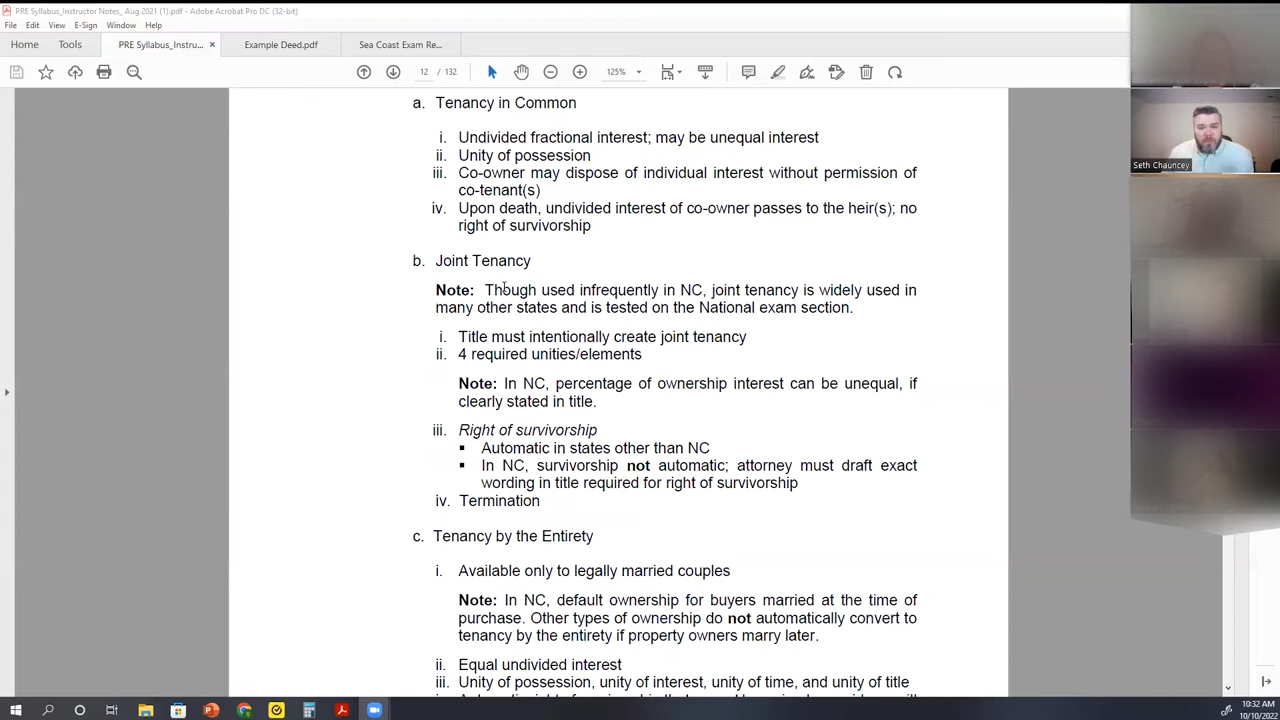 PRE Syllabus_Instructor Notes_ Aug 2021 (1).pdf - Adobe Acrobat Pro DC (32-bit)
File Edit View E-Sign Window Help
Home Tools PRE Syllabus_Instru... × Example Deed.pdf Sea Coast Exam Re...
12 / 132 125%
a. Tenancy in Common
i. Undivided fractional interest; may be unequal interest
ii. Unity of possession
iii. Co-owner may dispose of individual interest without permission of
co-tenant(s)
iv. Upon death, undivided interest of co-owner passes to the heir(s); no
right of survivorship
b. Joint Tenancy
Note: Though used infrequently in NC, joint tenancy is widely used in
many other states and is tested on the National exam section.
i. Title must intentionally create joint tenancy
ii. 4 required unities/elements
Note: In NC, percentage of ownership interest can be unequal, if
clearly stated in title.
iii. Right of survivorship
▪ Automatic in states other than NC
▪ In NC, survivorship not automatic; attorney must draft exact
wording in title required for right of survivorship
iv. Termination
c. Tenancy by the Entirety
i. Available only to legally married couples
Note: In NC, default ownership for buyers married at the time of
purchase. Other types of ownership do not automatically convert to
tenancy by the entirety if property owners marry later.
ii. Equal undivided interest
iii. Unity of possession, unity of interest, unity of time, and unity of title
Seth Chauncey
10:32 AM
10/10/2022